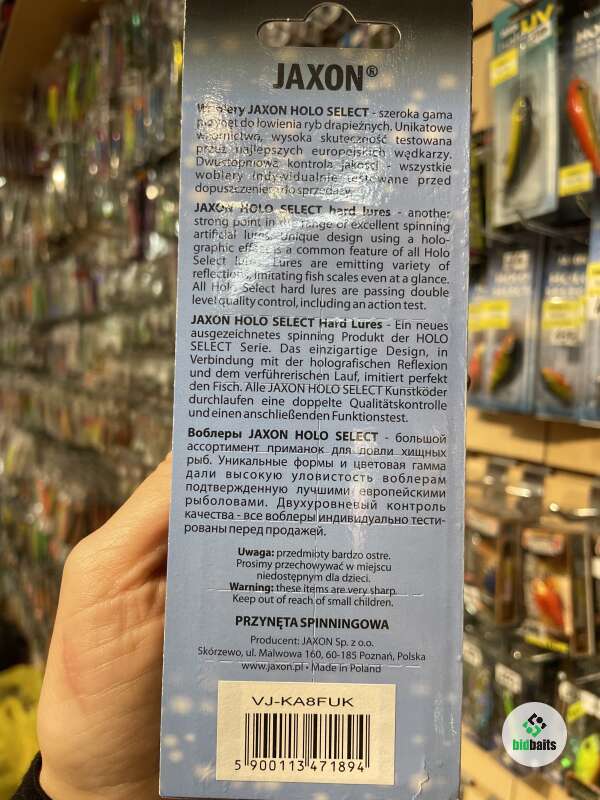 JAXON®
Woblery JAXON HOLO SELECT - szeroka gama
przynęt do łowienia ryb drapieżnych. Unikatowe
wzornictwo, wysoka skuteczność testowana
przez najlepszych europejskich wędkarzy.
Dwustopniowa kontrola jakości - wszystkie
woblery indywidualnie testowane przed
dopuszczeniem do sprzedaży.
JAXON HOLO SELECT hard lures - another
strong point in the range of excellent spinning
artificial lures. Unique design using a holo-
graphic effect is a common feature of all Holo
Select lures. Lures are emitting variety of
reflections, imitating fish scales even at a glance.
All Holo Select hard lures are passing double
level quality control, including an action test.
JAXON HOLO SELECT Hard Lures - Ein neues
ausgezeichnetes spinning Produkt der HOLO
SELECT Serie. Das einzigartige Design, in
Verbindung mit der holografischen Reflexion
und dem verführerischen Lauf, imitiert perfekt
den Fisch. Alle JAXON HOLO SELECT Kunstköder
durchlaufen eine doppelte Qualitätskontrolle
und einen anschließenden Funktionstest.
Воблеры JAXON HOLO SELECT - большой
ассортимент приманок для ловли хищных
рыб. Уникальные формы и цветовая гамма
дали высокую уловистость воблерам
подтвержденную лучшими европейскими
рыболовами. Двухуровневый контроль
качества - все воблеры индивидуально тести-
рованы перед продажей.
Uwaga: przedmioty bardzo ostre.
Prosimy przechowywać w miejscu
niedostępnym dla dzieci.
Warning: these items are very sharp.
Keep out of reach of small children.
PRZYNĘTA SPINNINGOWA
Producent: JAXON Sp. z o.o.
Skórzewo, ul. Malwowa 160, 60-185 Poznań, Polska
www.jaxon.pl • Made in Poland
VJ-KA8FUK
5 900113 471894
UV
bidbaits